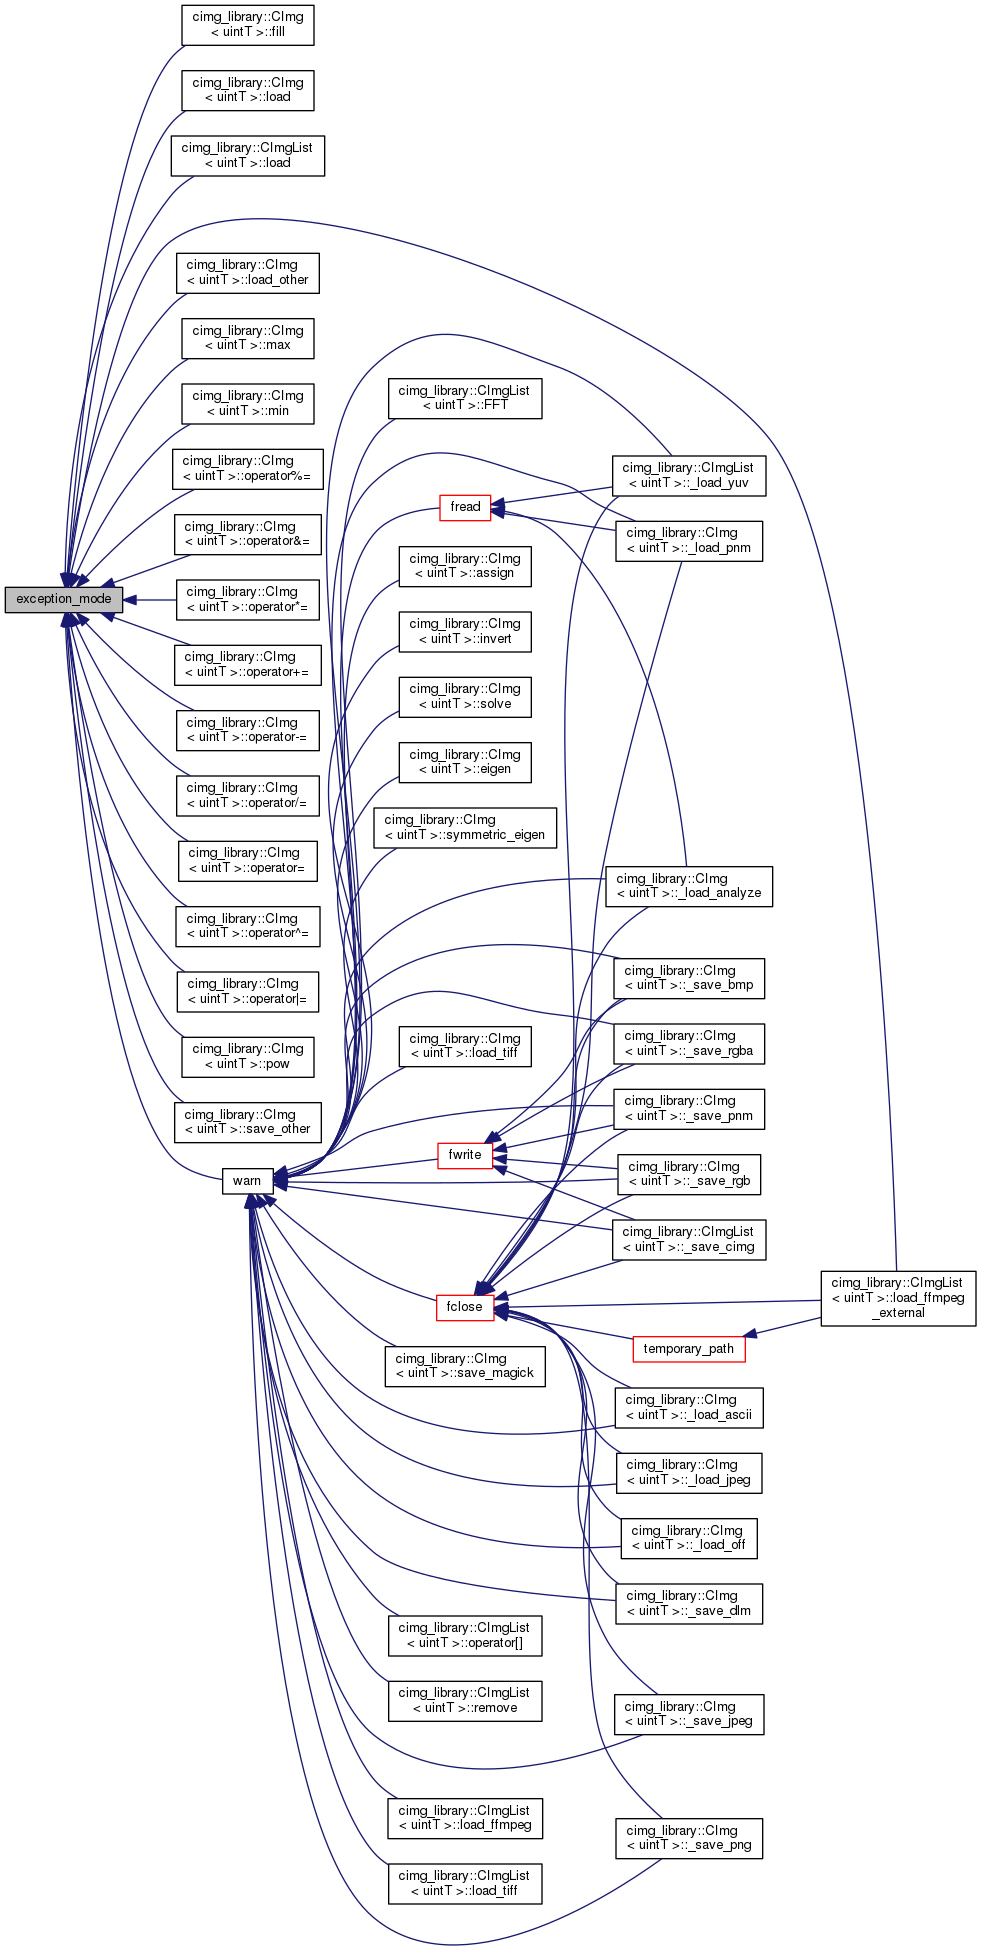 cimg_library::CImg
< uintT >::fill
cimg_library::CImg
< uintT >::load
cimg_library::CImgList
< uintT >::load
cimg_library::CImg
< uintT >::load_other
cimg_library::CImg
< uintT >::max
cimg_library::CImg
< uintT >::min
cimg_library::CImg
< uintT >::operator%=
cimg_library::CImg
< uintT >::operator&=
exception_mode
cimg_library::CImg
< uintT >::operator*=
cimg_library::CImg
< uintT >::operator+=
cimg_library::CImg
< uintT >::operator-=
cimg_library::CImg
< uintT >::operator/=
cimg_library::CImg
< uintT >::operator=
cimg_library::CImg
< uintT >::operator^=
cimg_library::CImg
< uintT >::operator|=
cimg_library::CImg
< uintT >::pow
cimg_library::CImg
< uintT >::save_other
warn
cimg_library::CImgList
< uintT >::FFT
fread
cimg_library::CImg
< uintT >::assign
cimg_library::CImg
< uintT >::invert
cimg_library::CImg
< uintT >::solve
cimg_library::CImg
< uintT >::eigen
cimg_library::CImg
< uintT >::symmetric_eigen
cimg_library::CImg
< uintT >::load_tiff
fwrite
fclose
cimg_library::CImg
< uintT >::save_magick
cimg_library::CImgList
< uintT >::operator[]
cimg_library::CImgList
< uintT >::remove
cimg_library::CImgList
< uintT >::load_ffmpeg
cimg_library::CImgList
< uintT >::load_tiff
cimg_library::CImgList
< uintT >::_load_yuv
cimg_library::CImg
< uintT >::_load_pnm
cimg_library::CImg
< uintT >::_load_analyze
cimg_library::CImg
< uintT >::_save_bmp
cimg_library::CImg
< uintT >::_save_rgba
cimg_library::CImg
< uintT >::_save_pnm
cimg_library::CImg
< uintT >::_save_rgb
cimg_library::CImgList
< uintT >::_save_cimg
cimg_library::CImgList
< uintT >::load_ffmpeg
_external
temporary_path
cimg_library::CImg
< uintT >::_load_ascii
cimg_library::CImg
< uintT >::_load_jpeg
cimg_library::CImg
< uintT >::_load_off
cimg_library::CImg
< uintT >::_save_dlm
cimg_library::CImg
< uintT >::_save_jpeg
cimg_library::CImg
< uintT >::_save_png